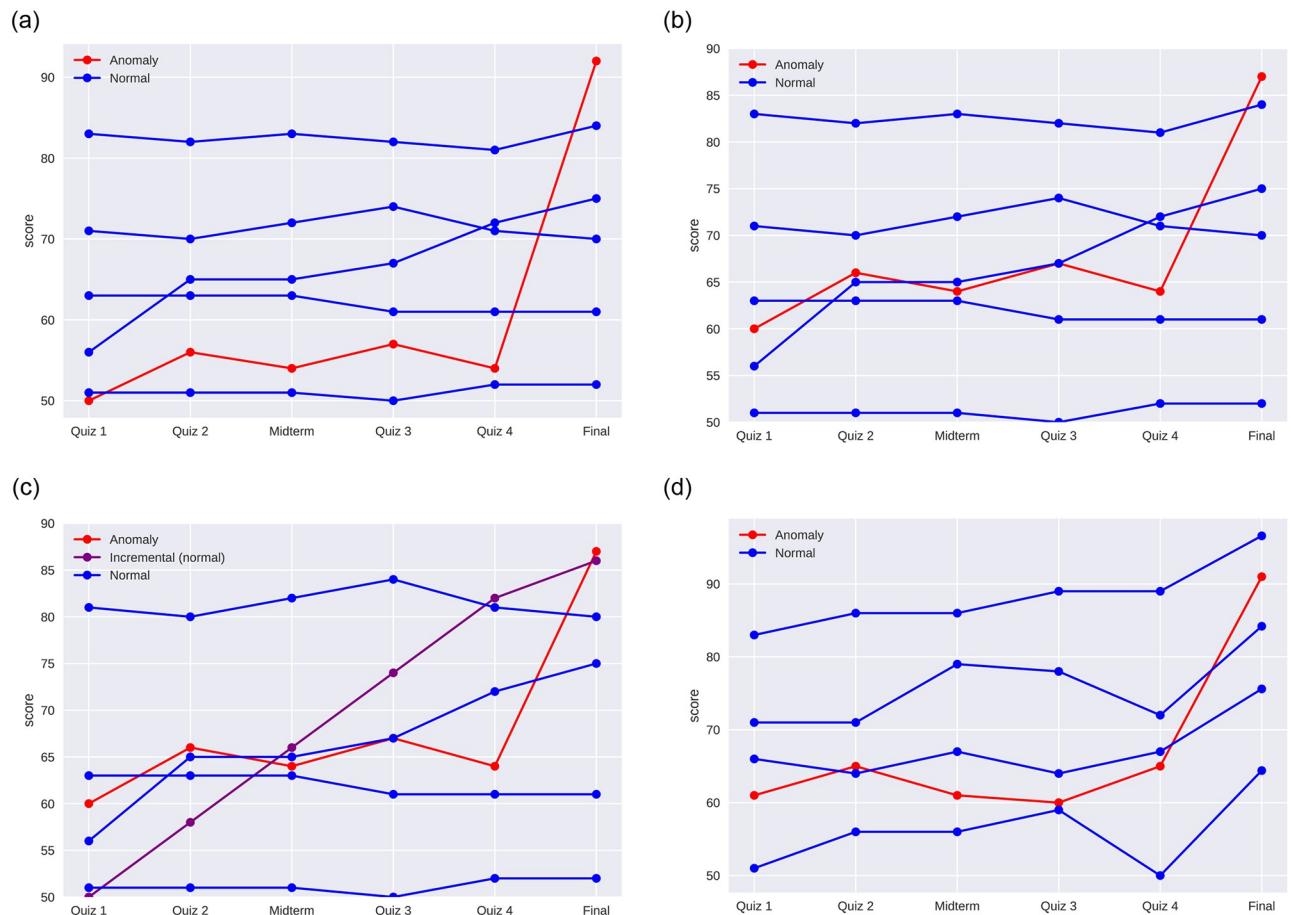 (a)
Anomaly
Normal
90
80
70
60
50
score
Quiz 1 Quiz 2 Midterm Quiz 3 Quiz 4 Final
(b)
Anomaly
Normal
90
85
80
75
70
65
60
55
50
score
Quiz 1 Quiz 2 Midterm Quiz 3 Quiz 4 Final
(c)
Anomaly
Incremental (normal)
Normal
90
85
80
75
70
65
60
55
50
score
Quiz 1 Quiz 2 Midterm Quiz 3 Quiz 4 Final
(d)
Anomaly
Normal
90
80
70
60
50
score
Quiz 1 Quiz 2 Midterm Quiz 3 Quiz 4 Final